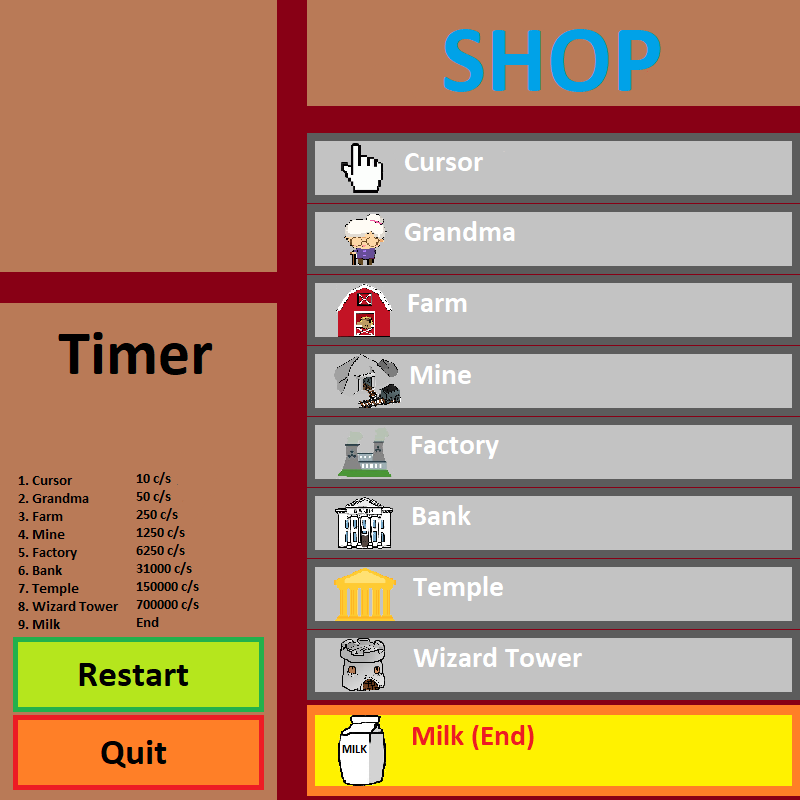 SHOP
Cursor
Grandma
Farm
Mine
Factory
BANK
Bank
Temple
Wizard Tower
MILK
Milk (End)
Timer
1. Cursor 10 c/s
2. Grandma 50 c/s
3. Farm 250 c/s
4. Mine 1250 c/s
5. Factory 6250 c/s
6. Bank 31000 c/s
7. Temple 150000 c/s
8. Wizard Tower 700000 c/s
9. Milk End
Restart
Quit